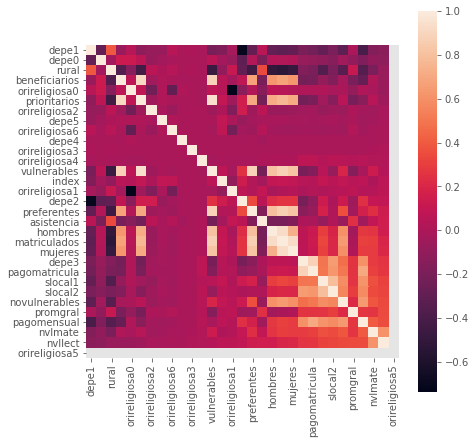 depe1
depe0
rural
beneficiarios
orireligiosa0
prioritarios
orireligiosa2
depe5
orireligiosa6
depe4
orireligiosa3
orireligiosa4
vulnerables
index
orireligiosa1
depe2
preferentes
asistencia
hombres
matriculados
mujeres
depe3
pagomatricula
slocal1
slocal2
novulnerables
promgral
pagomensual
nvlmate
nvllect
orireligiosa5
depe1
rural
orireligiosa0
orireligiosa2
orireligiosa6
orireligiosa3
vulnerables
orireligiosa1
preferentes
hombres
mujeres
pagomatricula
slocal2
promgral
nvlmate
orireligiosa5
1.0
0.8
0.6
0.4
0.2
0.0
−0.2
−0.4
−0.6